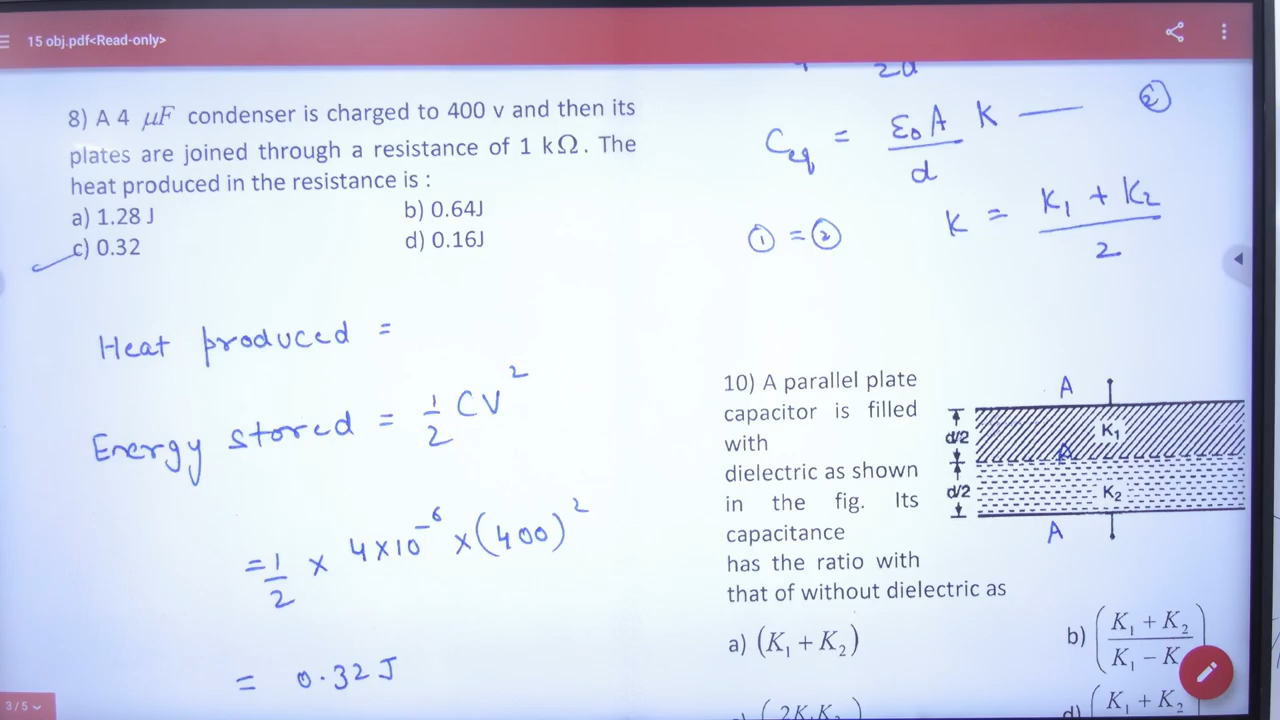 15 obj.pdf<Read-only>
8) A 4 μF condenser is charged to 400 v and then its
plates are joined through a resistance of 1 kΩ. The
heat produced in the resistance is :
a) 1.28 J b) 0.64J
c) 0.32 d) 0.16J
Heat produced =
Energy stored = 1/2 CV²
= 1/2 × 4×10⁻⁶ ×(400)²
= 0.32 J
3/5
Ceq = ε₀A/d K — ②
① = ② K = (K₁ + K₂)/2
10) A parallel plate
capacitor is filled
with
dielectric as shown
in the fig. Its
capacitance
has the ratio with
that of without dielectric as
A
d/2 K₁
A
d/2 K₂
A
a) (K₁ + K₂) b) ((K₁ + K₂)/(K₁ − K
(2K₁K₂ d) (K₁ + K₂